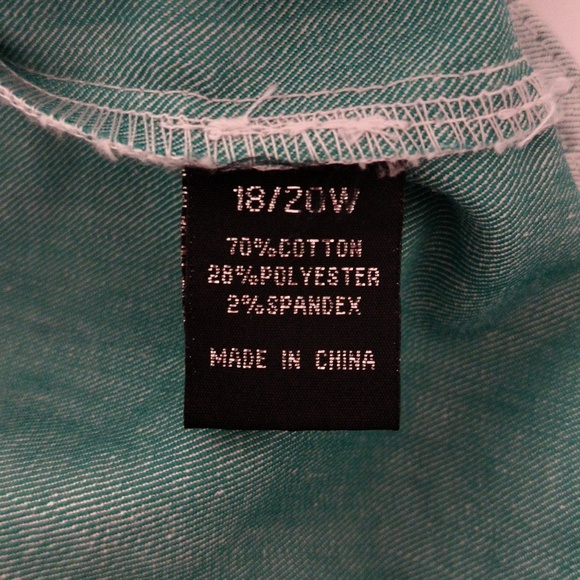 18/20W
70%COTTON
28%POLYESTER
2%SPANDEX
MADE IN CHINA